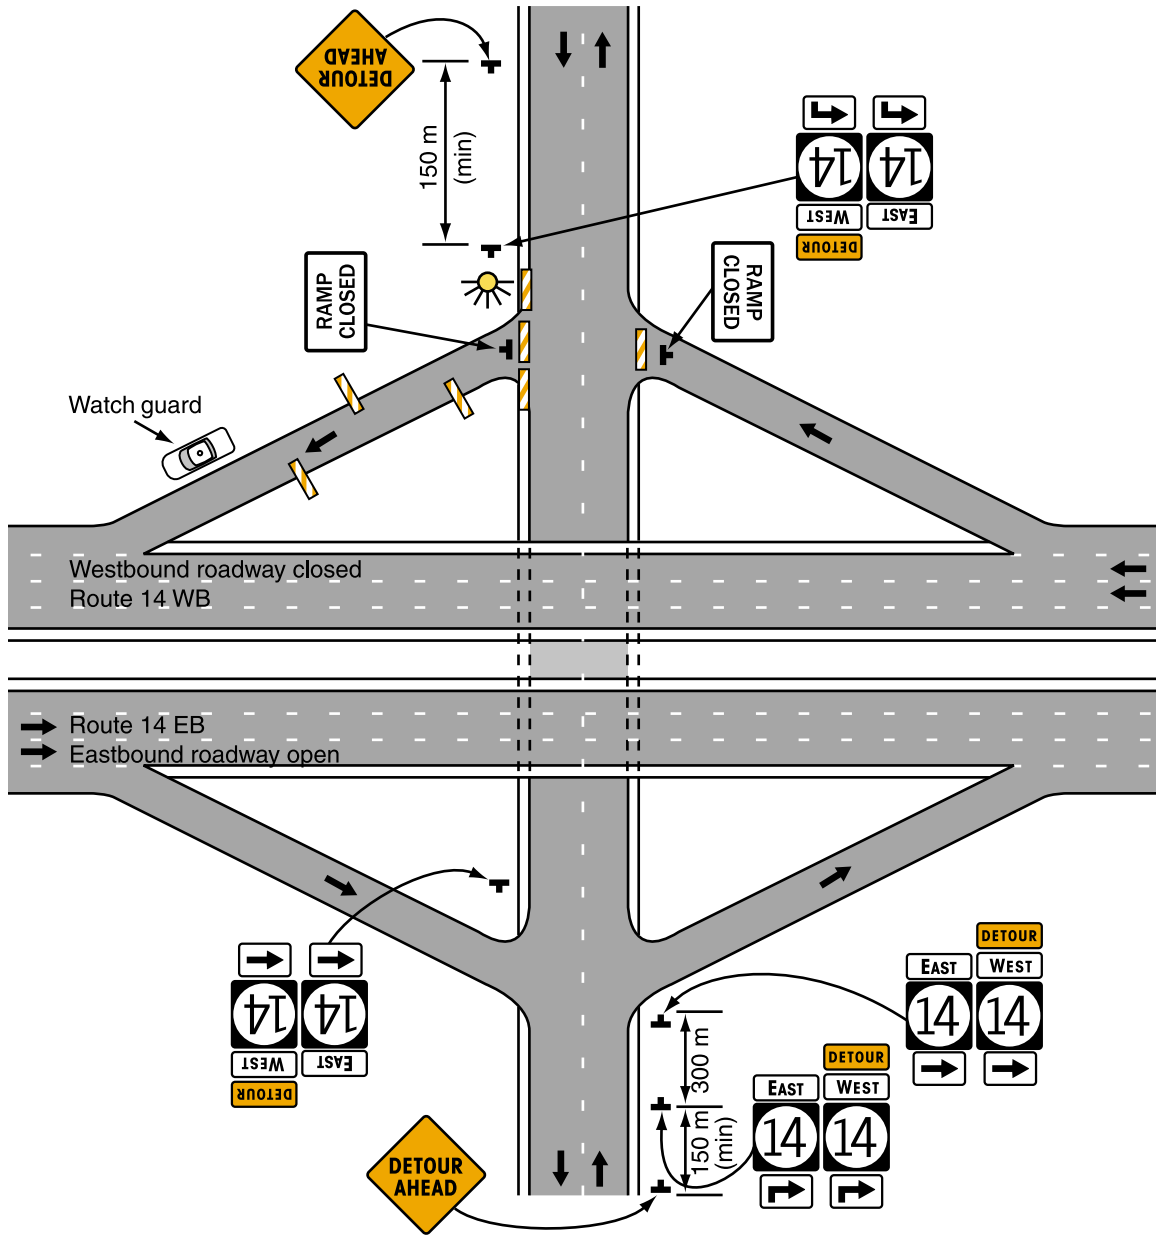 DETOUR
AHEAD
150 m
(min)
14
14
WEST
EAST
DETOUR
RAMP
CLOSED
RAMP
CLOSED
Watch guard
Westbound roadway closed
Route 14 WB
Route 14 EB
Eastbound roadway open
14
14
WEST
EAST
DETOUR
DETOUR
EAST
WEST
14
14
300 m
DETOUR
EAST
WEST
14
14
150 m
(min)
DETOUR
AHEAD